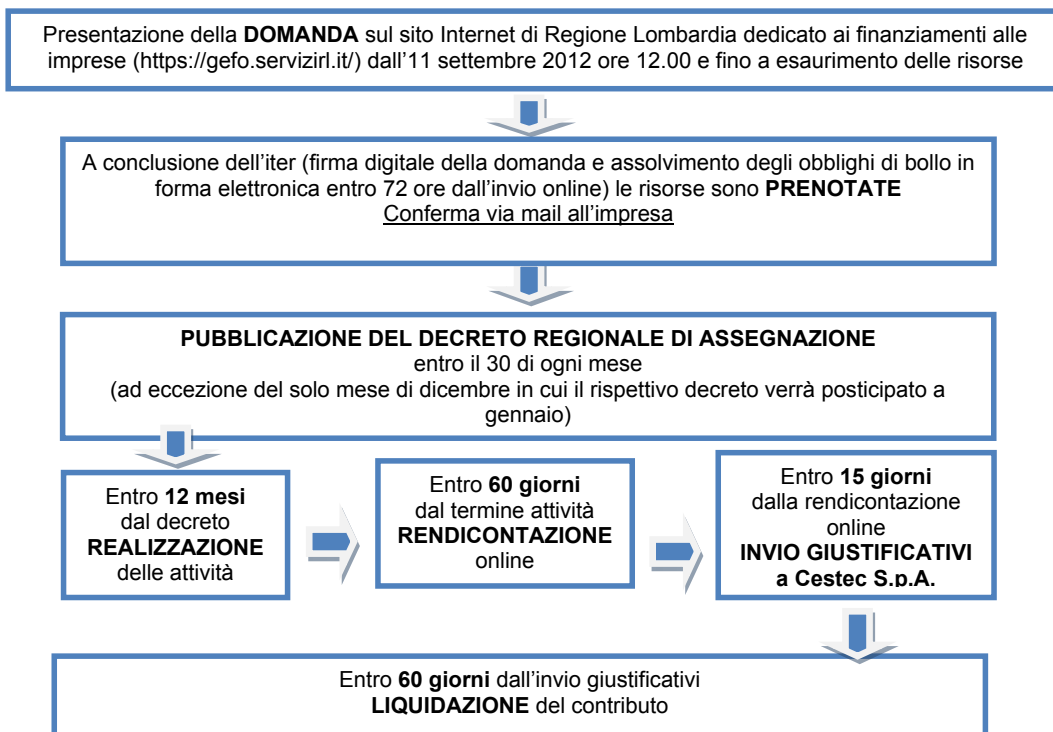 Presentazione della DOMANDA sul sito Internet di Regione Lombardia dedicato ai finanziamenti alle
imprese (https://gefo.servizirl.it/) dall'11 settembre 2012 ore 12.00 e fino a esaurimento delle risorse
A conclusione dell'iter (firma digitale della domanda e assolvimento degli obblighi di bollo in
forma elettronica entro 72 ore dall'invio online) le risorse sono PRENOTATE
Conferma via mail all'impresa
PUBBLICAZIONE DEL DECRETO REGIONALE DI ASSEGNAZIONE
entro il 30 di ogni mese
(ad eccezione del solo mese di dicembre in cui il rispettivo decreto verrà posticipato a
gennaio)
Entro 12 mesi
dal decreto
REALIZZAZIONE
delle attività
Entro 60 giorni
dal termine attività
RENDICONTAZIONE
online
Entro 15 giorni
dalla rendicontazione
online
INVIO GIUSTIFICATIVI
a Cestec S.p.A.
Entro 60 giorni dall'invio giustificativi
LIQUIDAZIONE del contributo